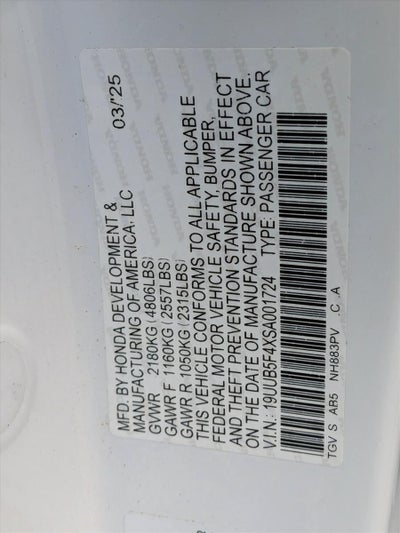 MFD. BY HONDA DEVELOPMENT & 03/'25
MANUFACTURING OF AMERICA, LLC
GVWR 2180KG (4806LBS)
GAWR F 1160KG (2557LBS)
GAWR R 1050KG (2315LBS)
THIS VEHICLE CONFORMS TO ALL APPLICABLE
FEDERAL MOTOR VEHICLE SAFETY, BUMPER,
AND THEFT PREVENTION STANDARDS IN EFFECT
ON THE DATE OF MANUFACTURE SHOWN ABOVE.
V.I.N.: 19UUB5F4XSA001724 TYPE: PASSENGER CAR
TGV S AB5 NH883PV .C .A